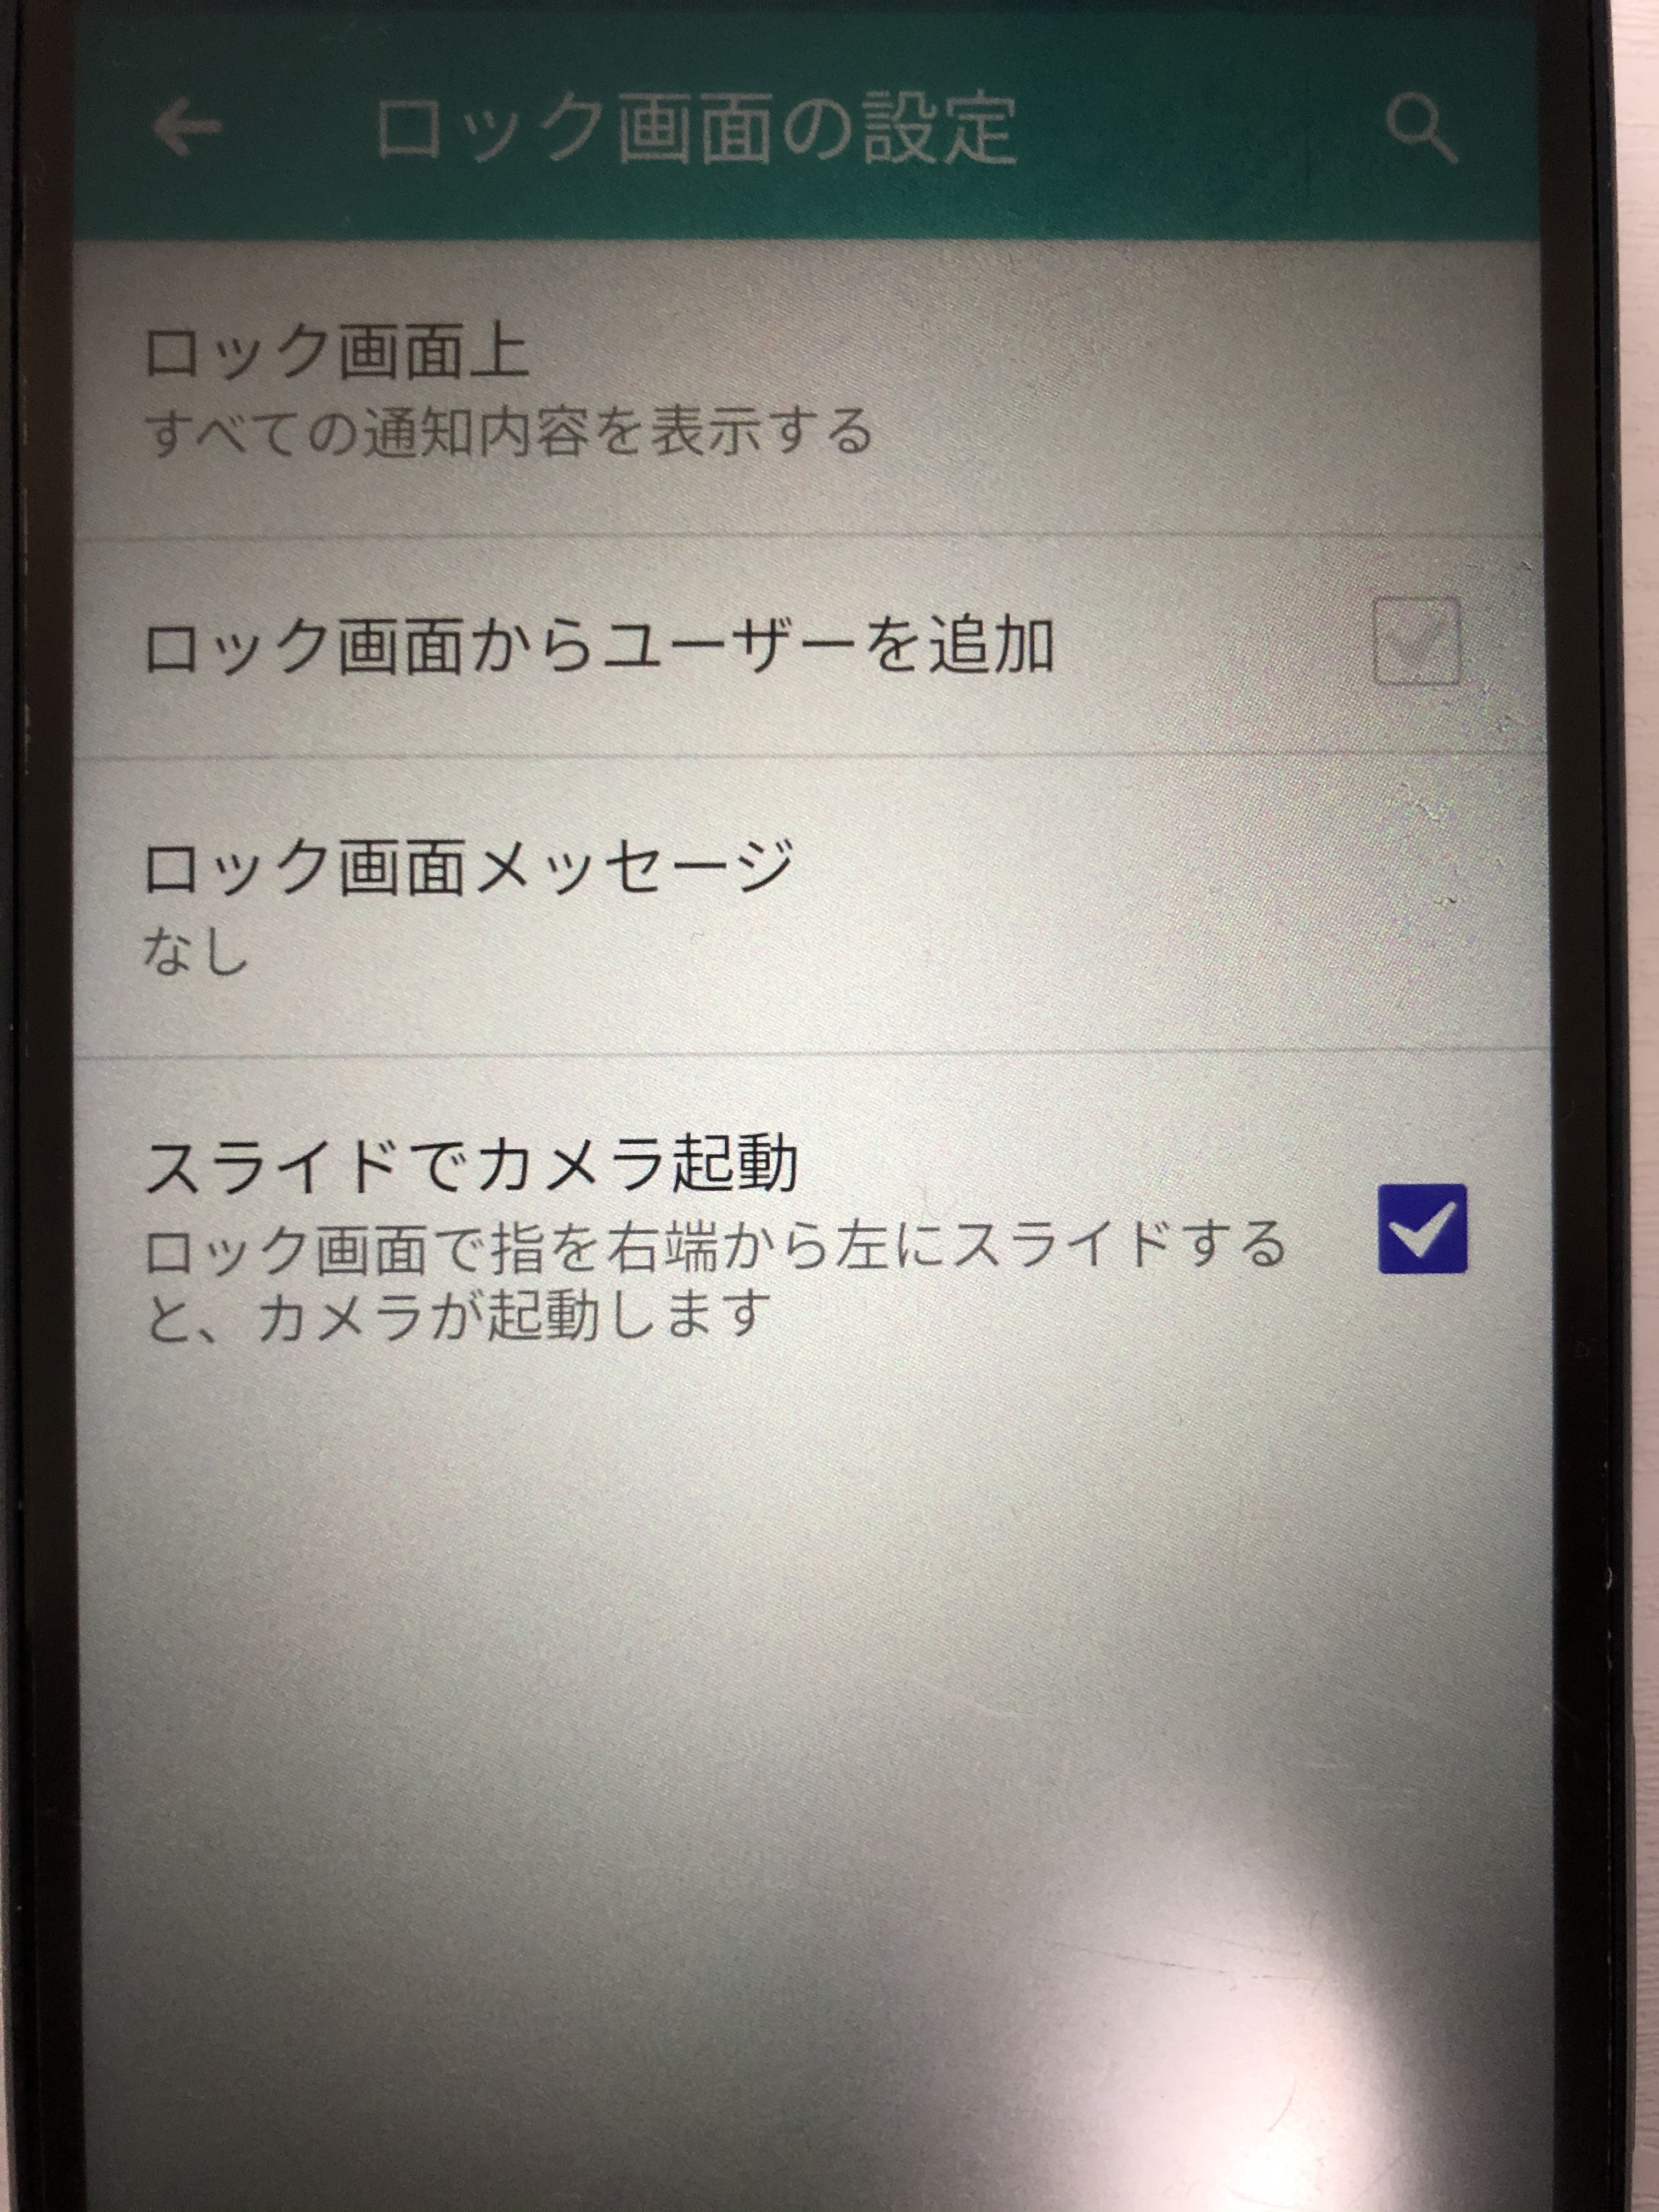 ロック画面の設定
ロック画面上
すべての通知内容を表示する
ロック画面からユーザーを追加
ロック画面メッセージ
なし
スライドでカメラ起動
ロック画面で指を右端から左にスライドする
と、カメラが起動します